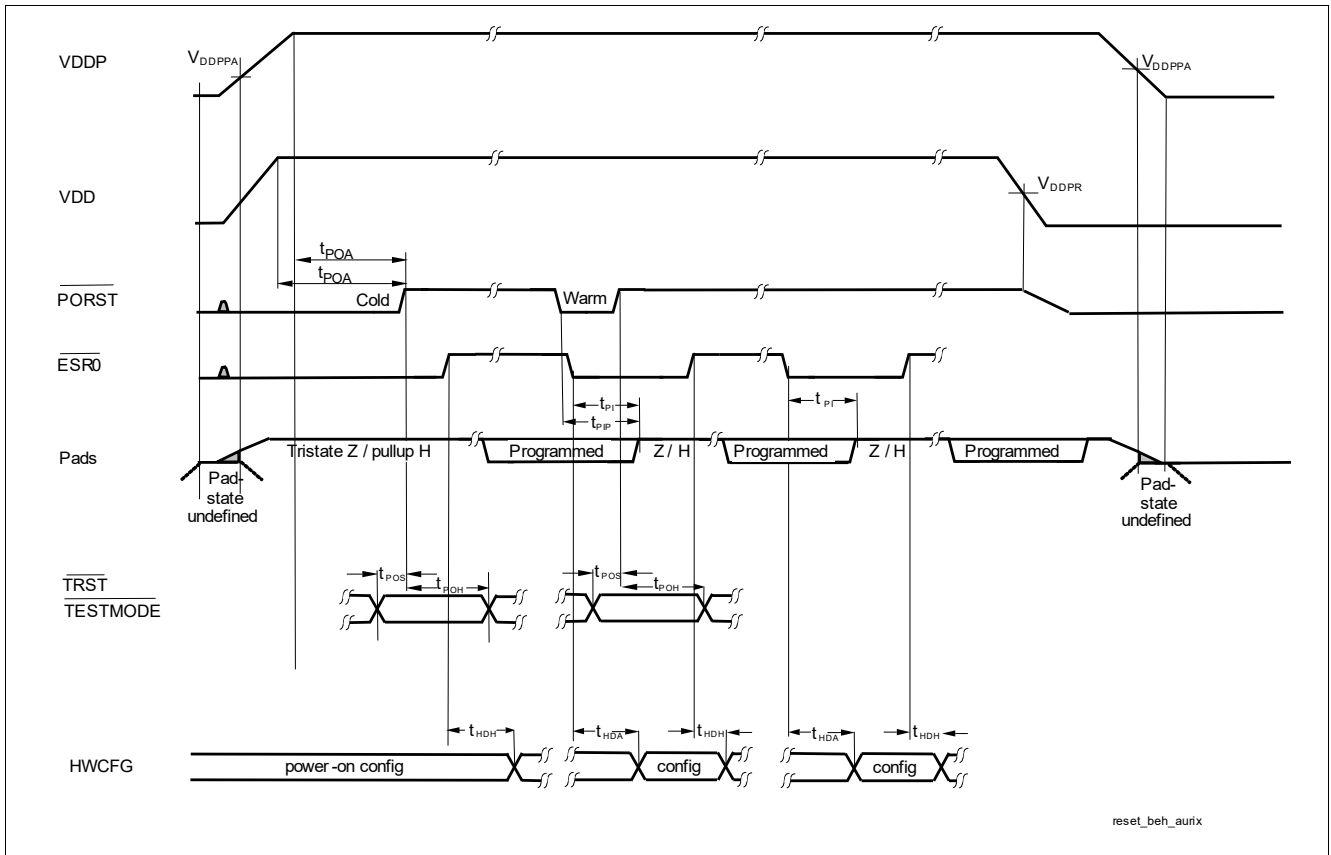 VDDP
VDDPPA
VDDPPA
VDD
VDDPR
tPOA
tPOA
PORST
Cold
Warm
ESR0
tPI
tPI
tPIP
Pads
Tristate Z / pullup H
Programmed
Z / H
Programmed
Z / H
Programmed
Pad-
state
undefined
Pad-
state
undefined
TRST
TESTMODE
tPOS
tPOH
tPOS
tPOH
tHDH
tHDA
tHDH
tHDA
tHDH
HWCFG
power-on config
config
config
reset_beh_aurix